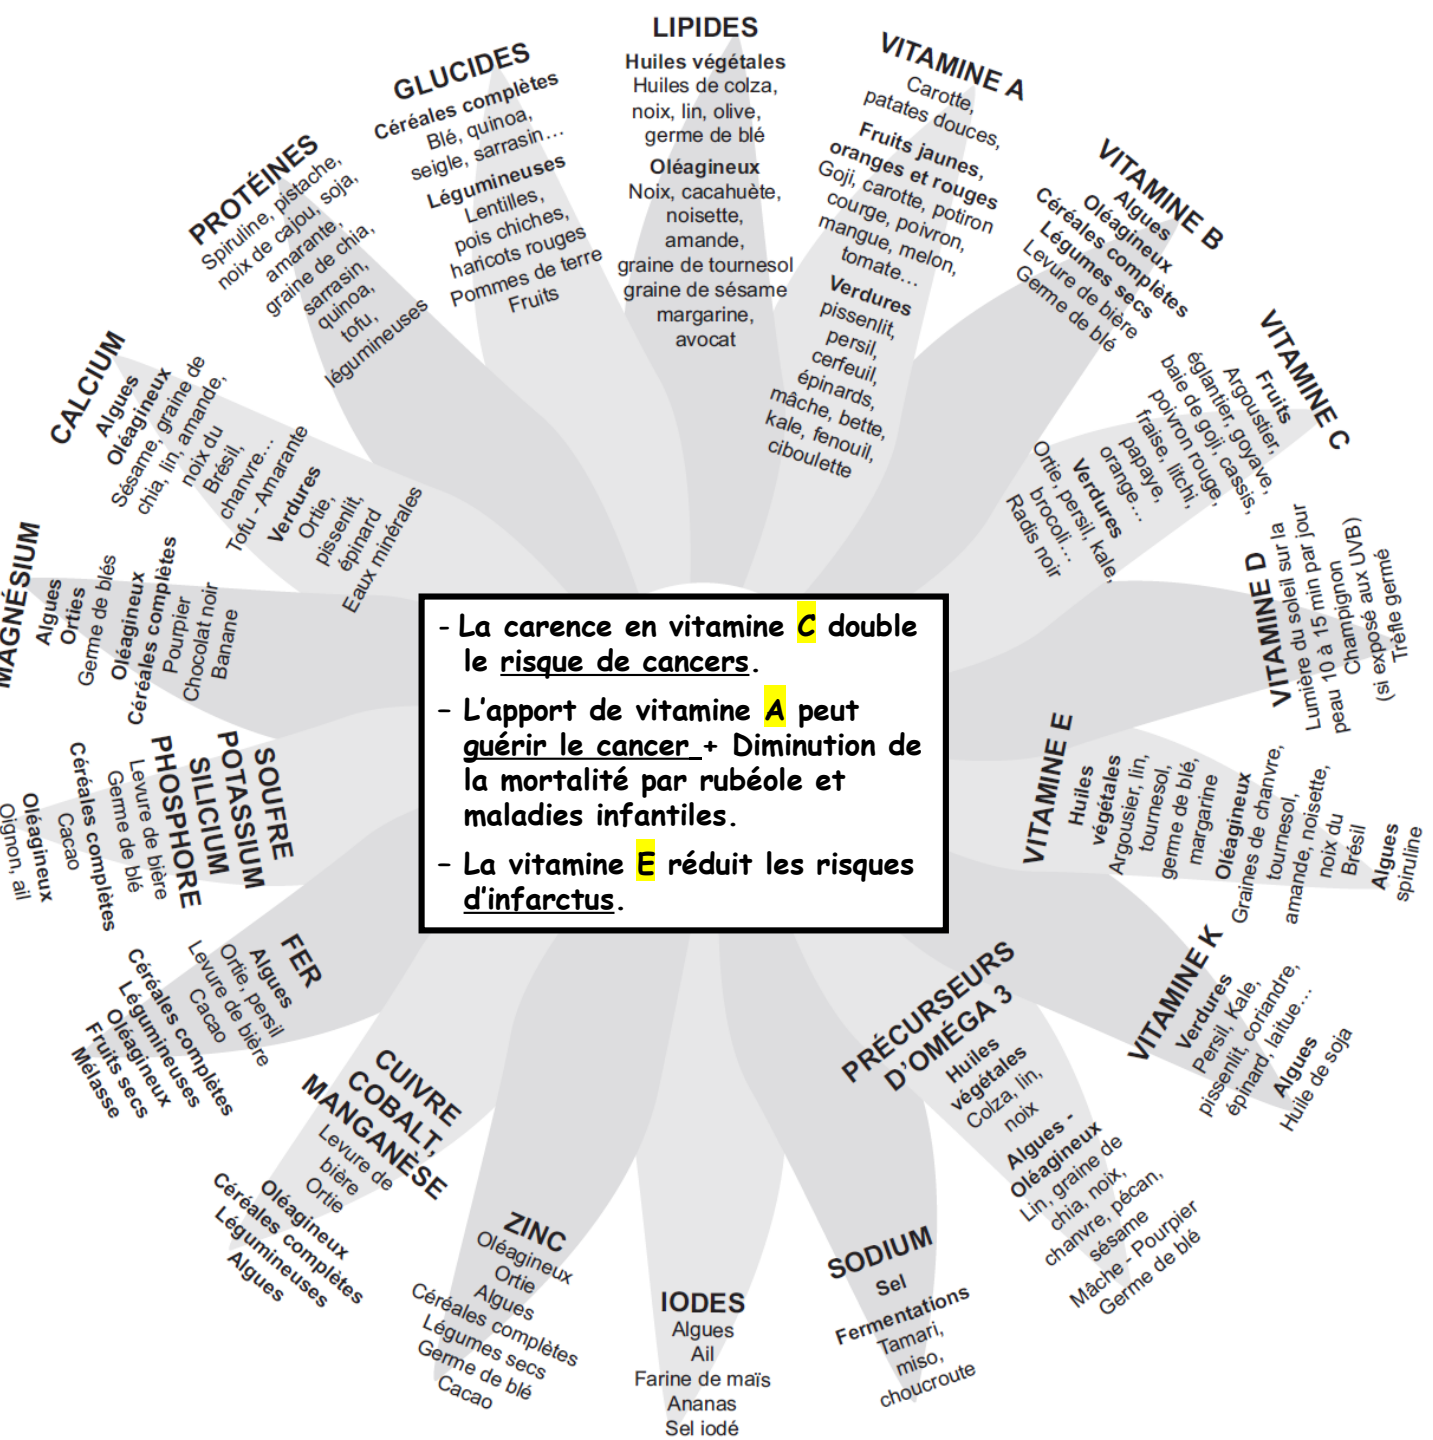 LIPIDES
Huiles végétales
Huiles de colza,
noix, lin, olive,
germe de blé
Oléagineux
Noix, cacahuète,
noisette,
amande,
graine de tournesol
graine de sésame
margarine,
avocat
VITAMINE A
Carotte,
patates douces,
Fruits jaunes,
oranges et rouges
Goji, carotte, potiron
courge, poivron,
mangue, melon,
tomate…
Verdures
pissenlit,
persil,
cerfeuil,
épinards,
mâche, bette,
kale, fenouil,
ciboulette
VITAMINE B
Algues
Oléagineux
Céréales complètes
Légumes secs
Levure de bière
Germe de blé
VITAMINE C
Fruits
Argoustier,
églantier, goyave,
baie de goji, cassis,
poivron rouge,
fraise, litchi,
papaye,
orange…
Verdures
Ortie, persil, kale,
brocoli…
Radis noir
VITAMINE D
Lumière du soleil sur la
peau 10 à 15 min par jour
Champignon
(si exposé aux UVB)
Trèfle germé
VITAMINE E
Huiles
végétales
Argousier, lin,
tournesol,
germe de blé,
margarine
Oléagineux
Graines de chanvre,
tournesol,
amande, noisette,
noix du
Brésil
Algues
spiruline
VITAMINE K
Verdures
Persil, Kale,
pissenlit, coriandre,
épinard, laitue…
Algues
Huile de soja
PRÉCURSEURS
D’OMÉGA 3
Huiles
végétales
Colza, lin,
noix
Algues -
Oléagineux
Lin, graine de
chia, noix,
chanvre, pécan,
sésame
Mâche - Pourpier
Germe de blé
SODIUM
Sel
Fermentations
Tamari,
miso,
choucroute
IODES
Algues
Ail
Farine de maïs
Ananas
Sel iodé
ZINC
Oléagineux
Ortie
Algues
Céréales complètes
Légumes secs
Germe de blé
Cacao
CUIVRE
COBALT,
MANGANÈSE
Levure de
bière
Ortie
Oléagineux
Céréales complètes
Légumineuses
Algues
FER
Algues
Ortie, persil
Levure de bière
Cacao
Céréales complètes
Légumineuses
Oléagineux
Fruits secs
Mélasse
SOUFRE
POTASSIUM
SILICIUM
PHOSPHORE
Levure de bière
Germe de blé
Céréales complètes
Cacao
Oléagineux
Oignon, ail
MAGNÉSIUM
Algues
Orties
Germe de blés
Oléagineux
Céréales complètes
Pourpier
Chocolat noir
Banane
CALCIUM
Algues
Oléagineux
Sésame, graine de
chia, lin, amande,
noix du
Brésil,
chanvre…
Tofu - Amarante
Verdures
Ortie,
pissenlit,
épinard
Eaux minérales
PROTÉINES
Spiruline, pistache,
noix de cajou, soja,
amarante,
graine de chia,
sarrasin,
quinoa,
tofu,
légumineuses
GLUCIDES
Céréales complètes
Blé, quinoa,
seigle, sarrasin…
Légumineuses
Lentilles,
pois chiches,
haricots rouges
Pommes de terre
Fruits
- La carence en vitamine C double
le risque de cancers.
- L'apport de vitamine A peut
guérir le cancer + Diminution de
la mortalité par rubéole et
maladies infantiles.
- La vitamine E réduit les risques
d'infarctus.